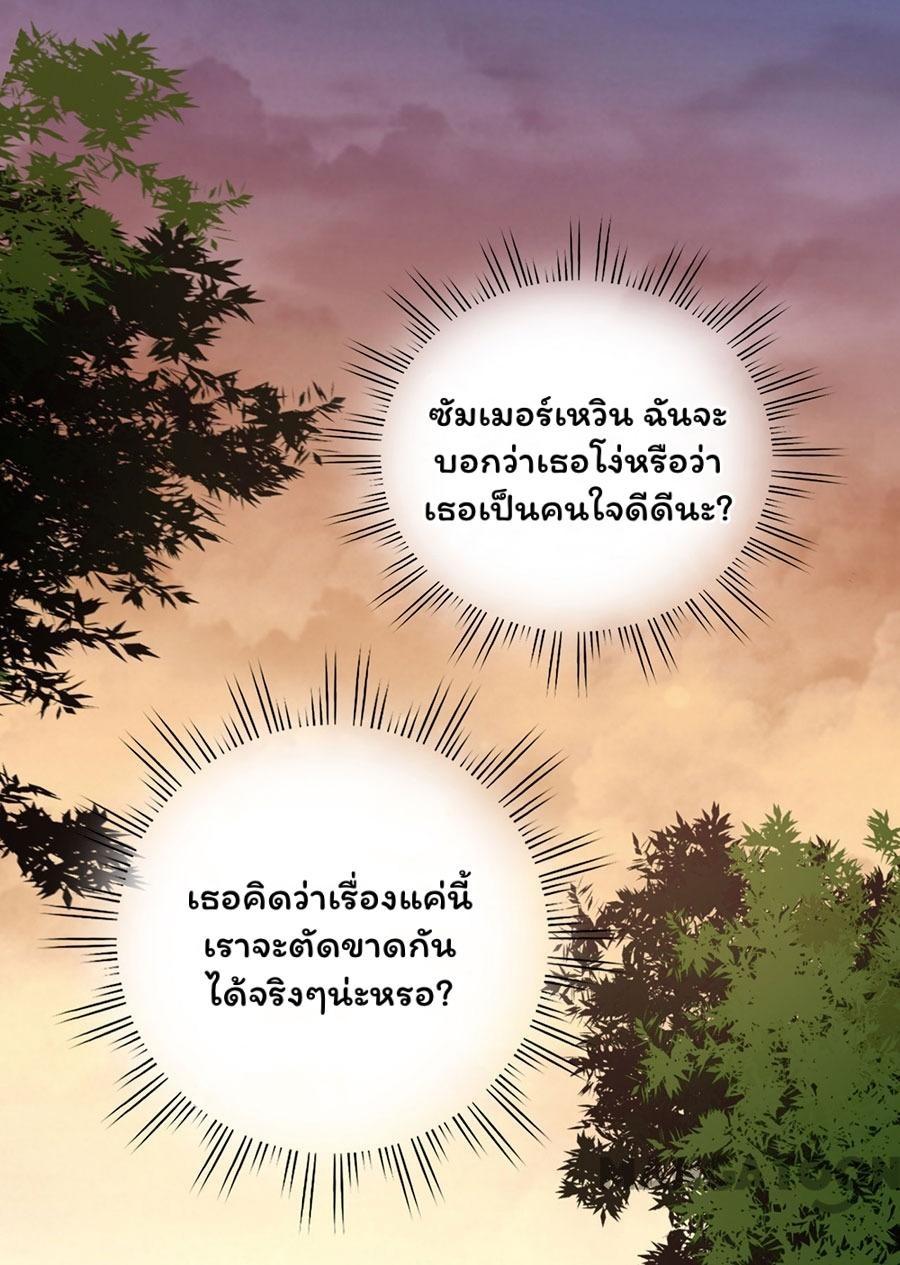 ซัมเมอร์เหวิน ฉันจะ
บอกว่าเธอโง่หรือว่า
เธอเป็นคนใจดีดีนะ?
เธอคิดว่าเรื่องแค่นี้
เราจะตัดขาดกัน
ได้จริงๆน่ะหรอ?